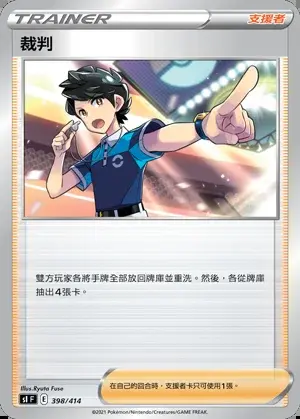 TRAINER 支援者
裁判
雙方玩家各將手牌全部放回牌庫並重洗。然後,各從牌庫
抽出4張卡。
Illus.Ryuta Fuse
sI F E 398/414
在自己的回合時,支援者卡只可使用1張。
©2021 Pokémon/Nintendo/Creatures/GAME FREAK.